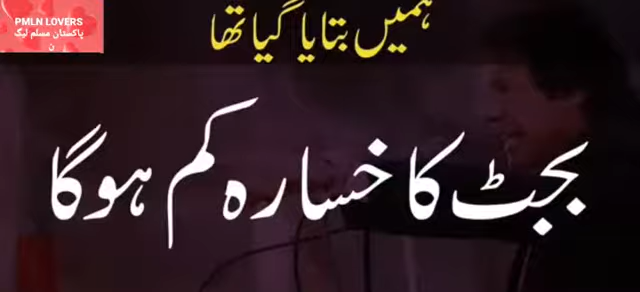 PMLN LOVERS
پاکستان مسلم لیگ
ن
ہمیں بتایا گیا تھا
بجٹ کا خسارہ کم ہوگا